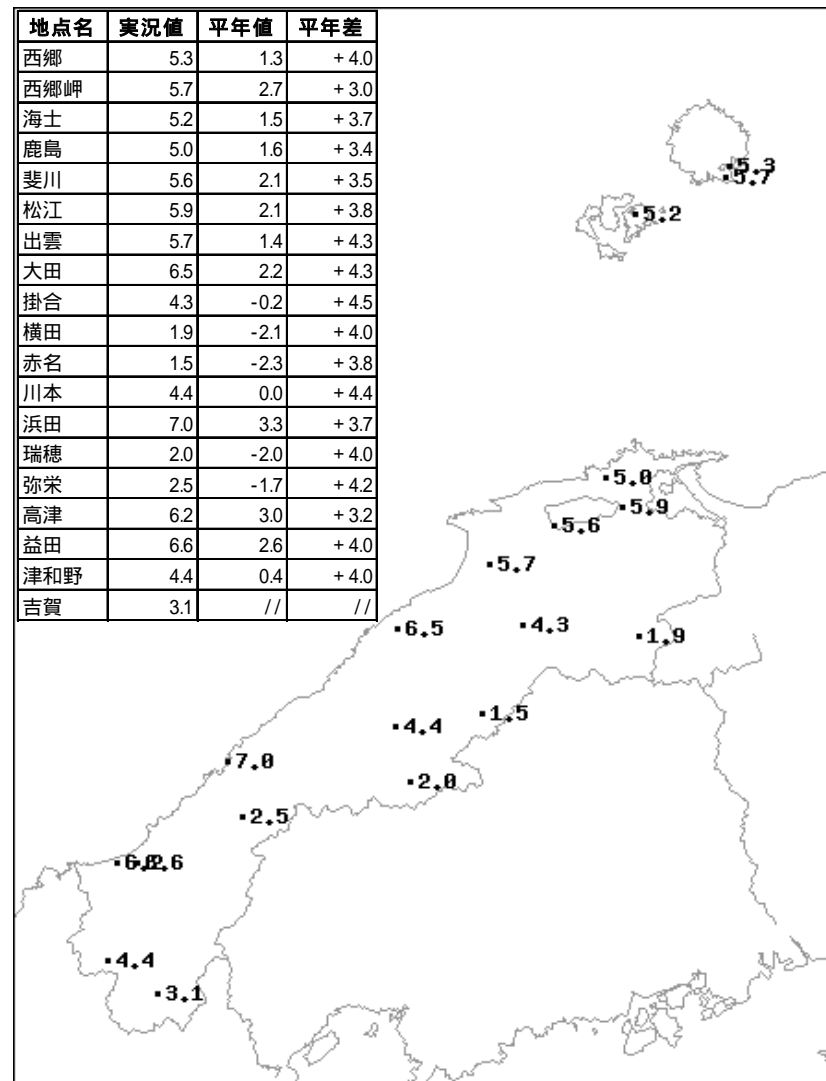 地点名 実況値 平年値 平年差
西郷 5.3 1.3 +4.0
西郷岬 5.7 2.7 +3.0
海士 5.2 1.5 +3.7
鹿島 5.0 1.6 +3.4
斐川 5.6 2.1 +3.5
松江 5.9 2.1 +3.8
出雲 5.7 1.4 +4.3
大田 6.5 2.2 +4.3
掛合 4.3 -0.2 +4.5
横田 1.9 -2.1 +4.0
赤名 1.5 -2.3 +3.8
川本 4.4 0.0 +4.4
浜田 7.0 3.3 +3.7
瑞穂 2.0 -2.0 +4.0
弥栄 2.5 -1.7 +4.2
高津 6.2 3.0 +3.2
益田 6.6 2.6 +4.0
津和野 4.4 0.4 +4.0
吉賀 3.1 // //
5.3
5.7
5.2
5.0
5.9
5.6
5.7
6.5
4.3
1.9
1.5
4.4
7.0
2.0
2.5
4.4
3.1